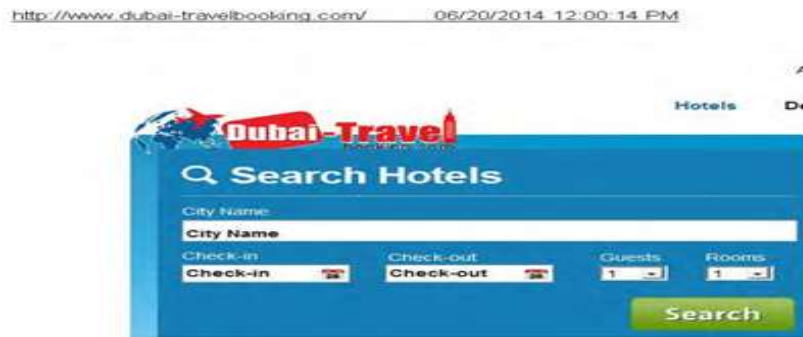 http://www.dubai-travelbooking.com/ 06/20/2014 12:00:14 PM
Hotels
Dubai-Travel
Search Hotels
City Name
City Name
Check-in Check-out Guests Rooms
Check-in Check-out 1 1
Search